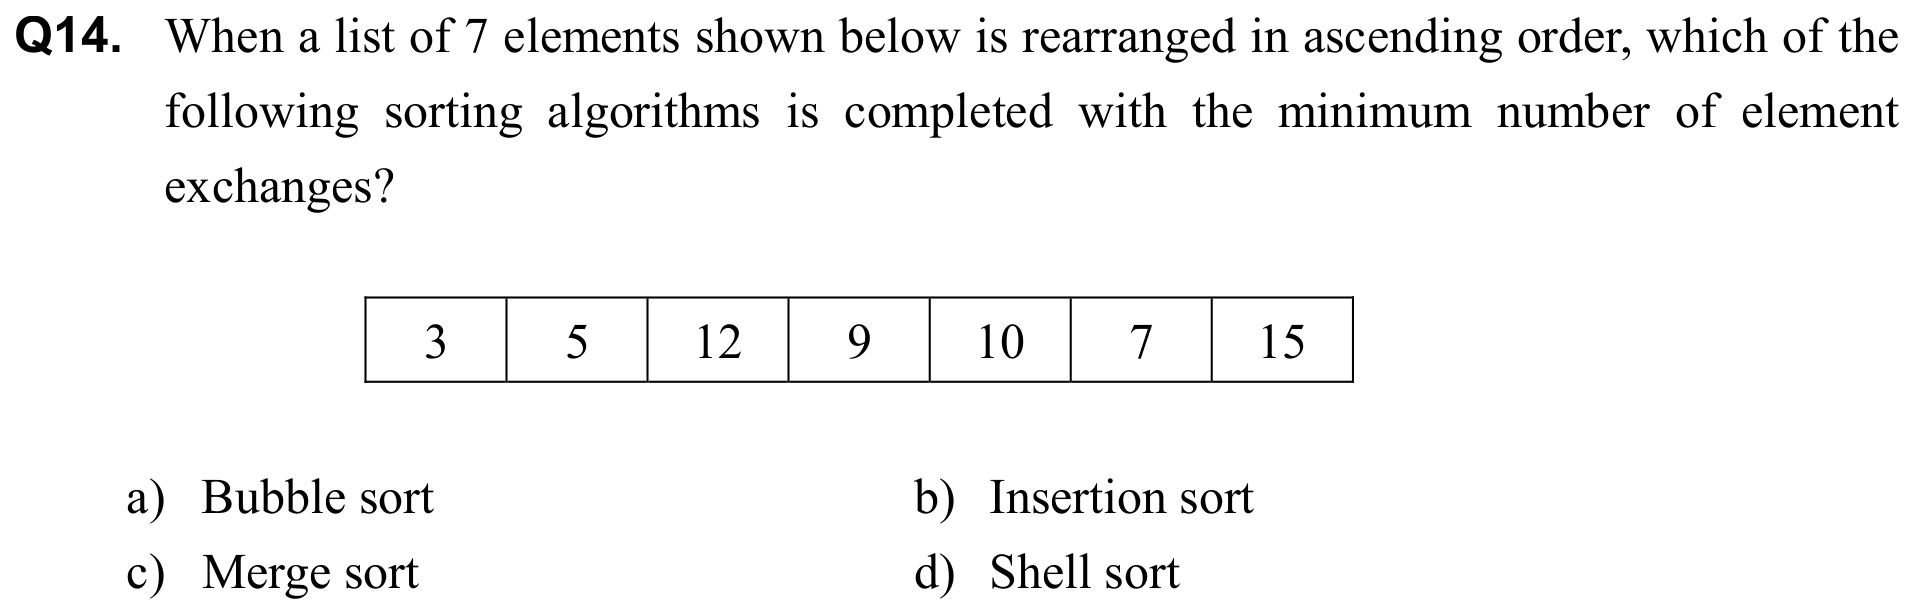 Q14. When a list of 7 elements shown below is rearranged in ascending order, which of the
following sorting algorithms is completed with the minimum number of element
exchanges?
3 5 12 9 10 7 15
a) Bubble sort b) Insertion sort
c) Merge sort d) Shell sort